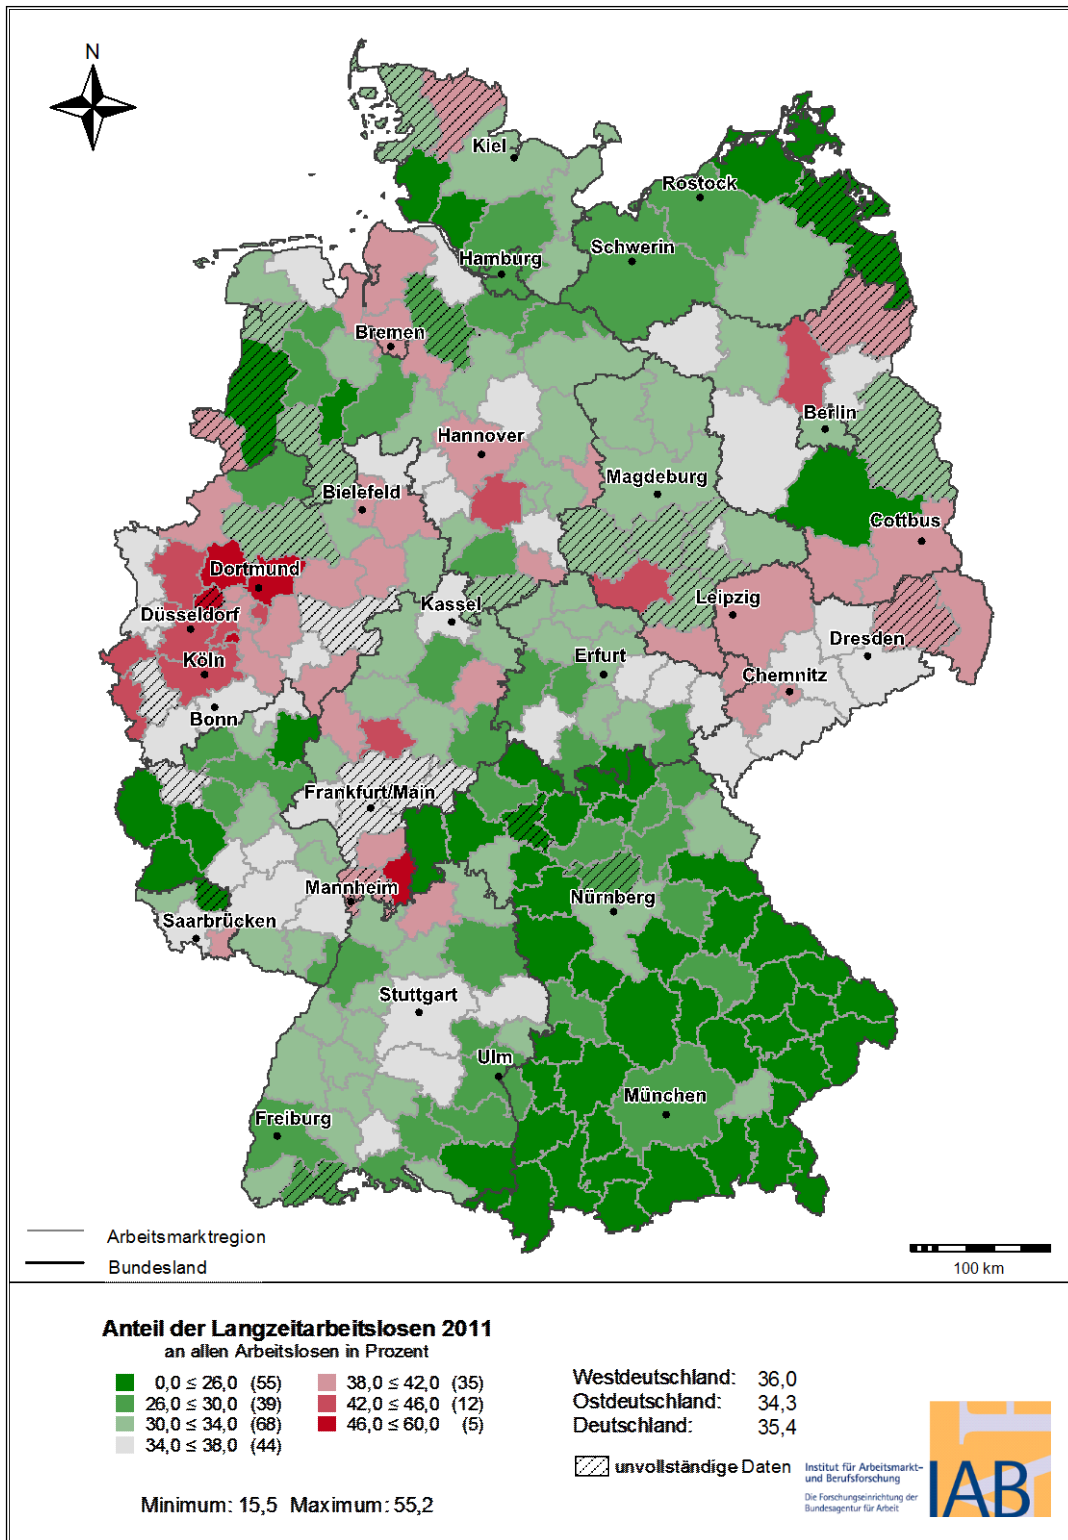 N
Kiel
Rostock
Schwerin
Hamburg
Bremen
Berlin
Hannover
Magdeburg
Bielefeld
Cottbus
Dortmund
Leipzig
Kassel
Düsseldorf
Dresden
Köln
Erfurt
Chemnitz
Bonn
Frankfurt/Main
Mannheim
Nürnberg
Saarbrücken
Stuttgart
Ulm
München
Freiburg
Arbeitsmarktregion
Bundesland
100 km
Anteil der Langzeitarbeitslosen 2011
an allen Arbeitslosen in Prozent
0,0 ≤ 26,0 (55)
26,0 ≤ 30,0 (39)
30,0 ≤ 34,0 (68)
34,0 ≤ 38,0 (44)
38,0 ≤ 42,0 (35)
42,0 ≤ 46,0 (12)
46,0 ≤ 60,0 (5)
Minimum: 15,5 Maximum: 55,2
Westdeutschland: 36,0
Ostdeutschland: 34,3
Deutschland: 35,4
unvollständige Daten
Institut für Arbeitsmarkt-
und Berufsforschung
Die Forschungseinrichtung der
Bundesagentur für Arbeit
IAB